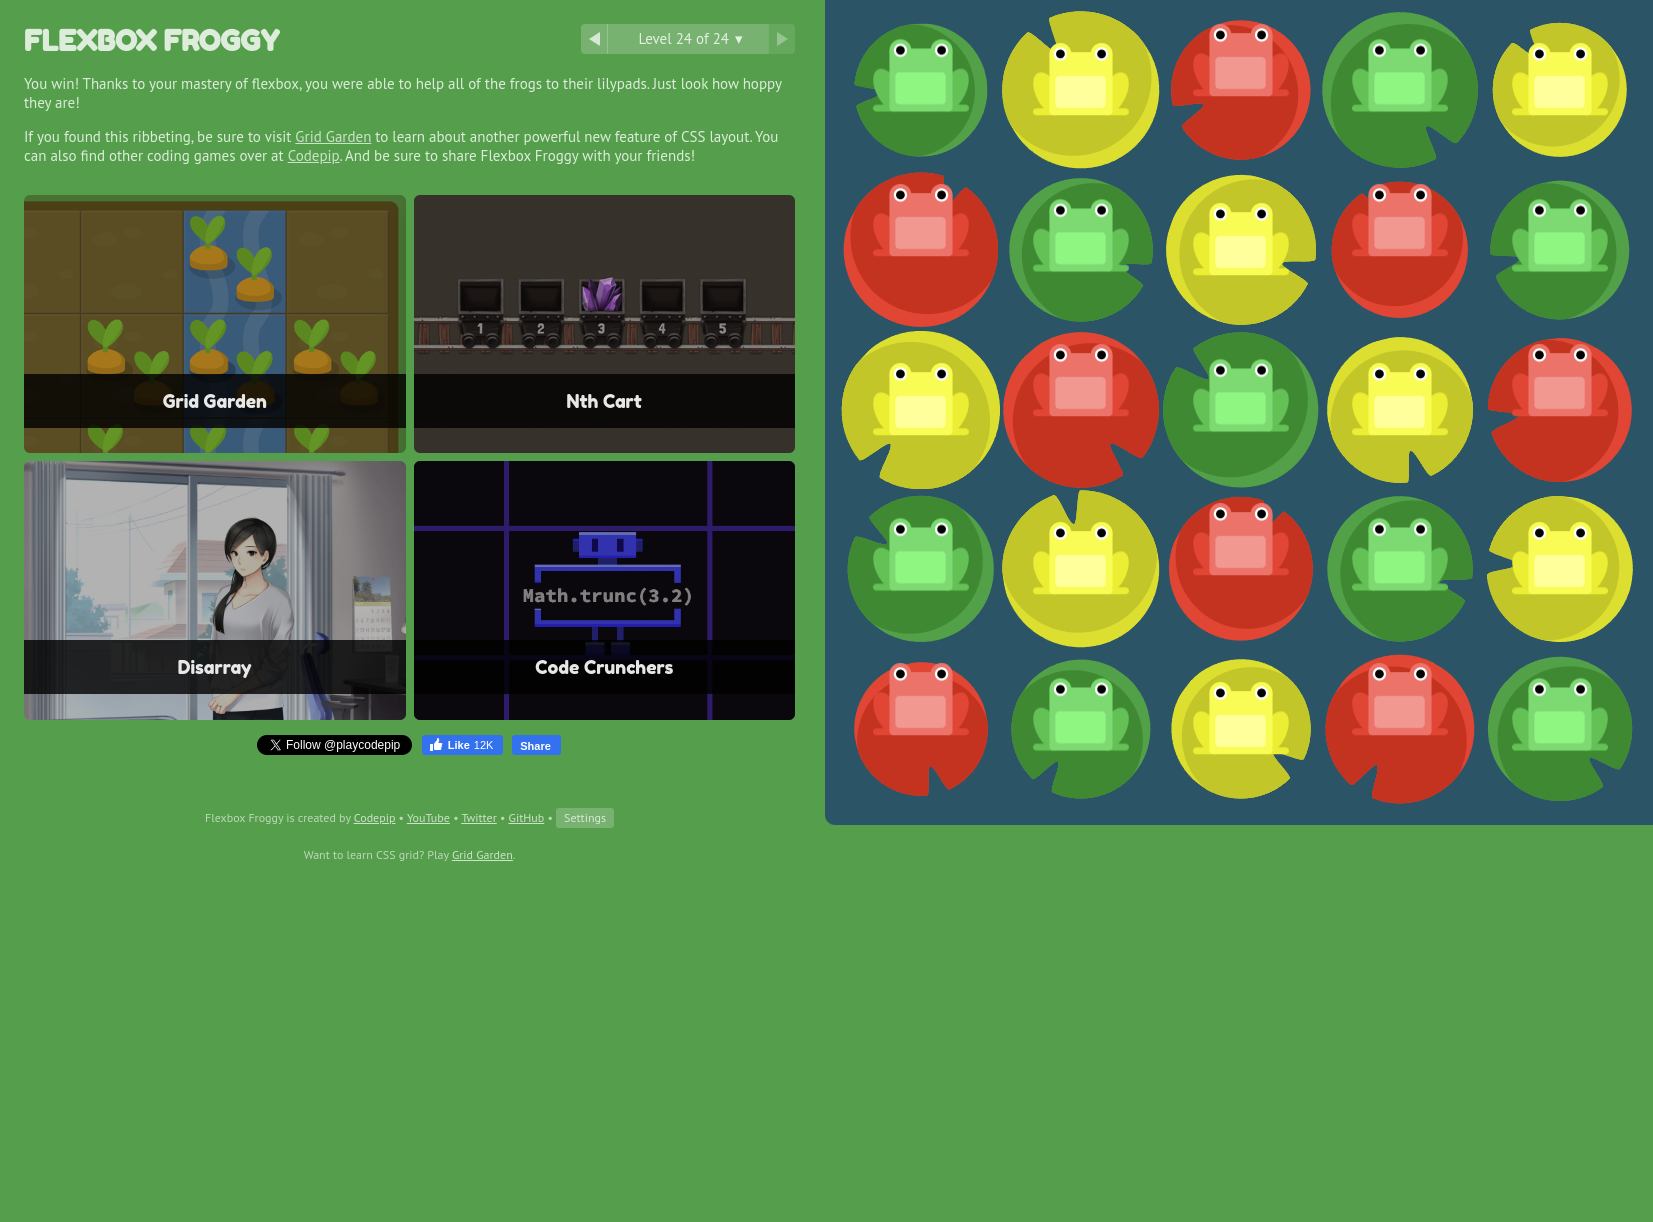 FLEXBOX FROGGY
Level 24 of 24 ▼
You win! Thanks to your mastery of flexbox, you were able to help all of the frogs to their lilypads. Just look how hoppy
they are!
If you found this ribbeting, be sure to visit Grid Garden to learn about another powerful new feature of CSS layout. You
can also find other coding games over at Codepip. And be sure to share Flexbox Froggy with your friends!
1 2 3 4 5
Grid Garden
Nth Cart
Math.trunc(3.2)
Disarray
Code Crunchers
Follow @playcodepip
Like 12K
Share
Flexbox Froggy is created by Codepip • YouTube • Twitter • GitHub • Settings
Want to learn CSS grid? Play Grid Garden.